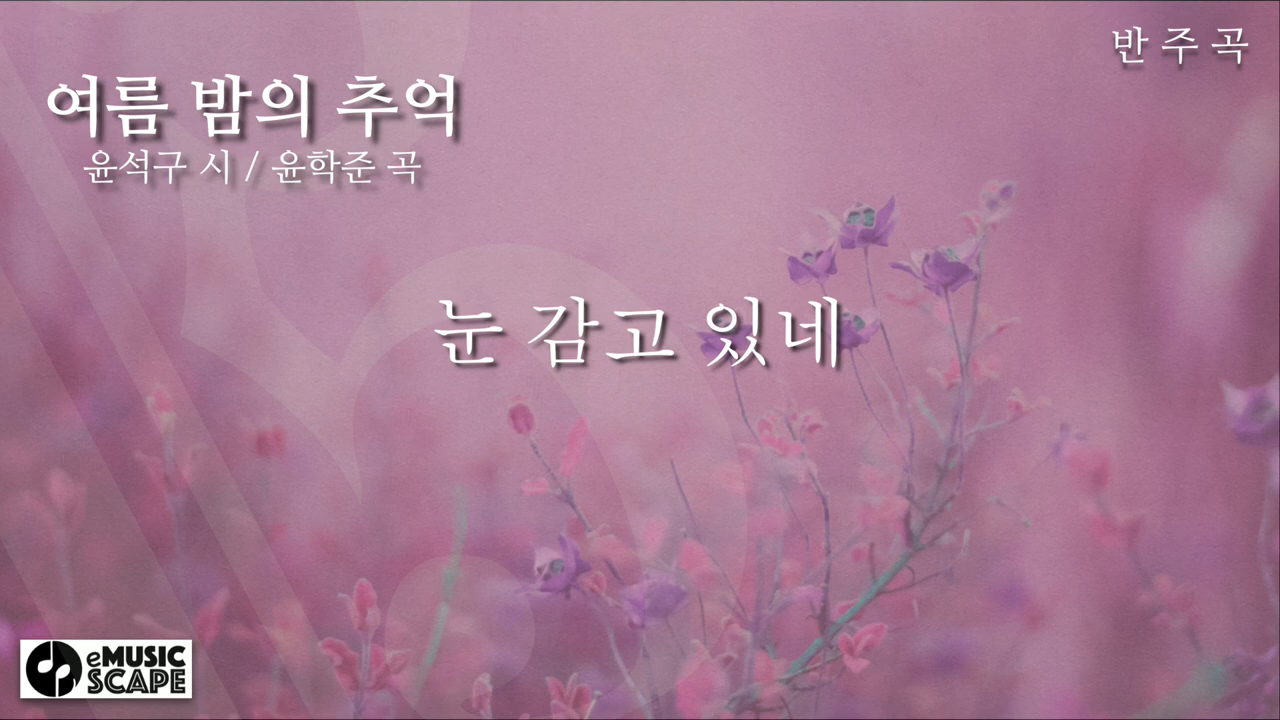 반 주 곡
여름 밤의 추억
윤석구 시 / 윤학준 곡
눈 감고 있네
eMUSIC
SCAPE